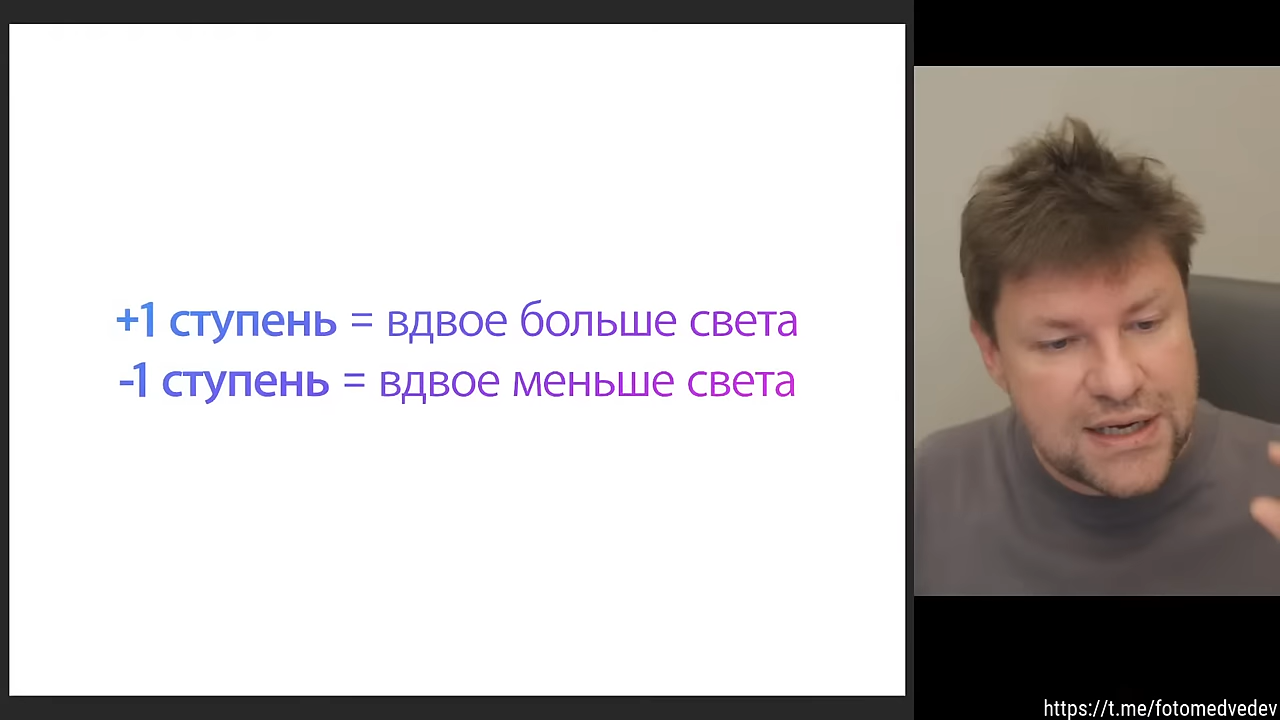 +1 ступень = вдвое больше света
-1 ступень = вдвое меньше света
https://t.me/fotomedvedev